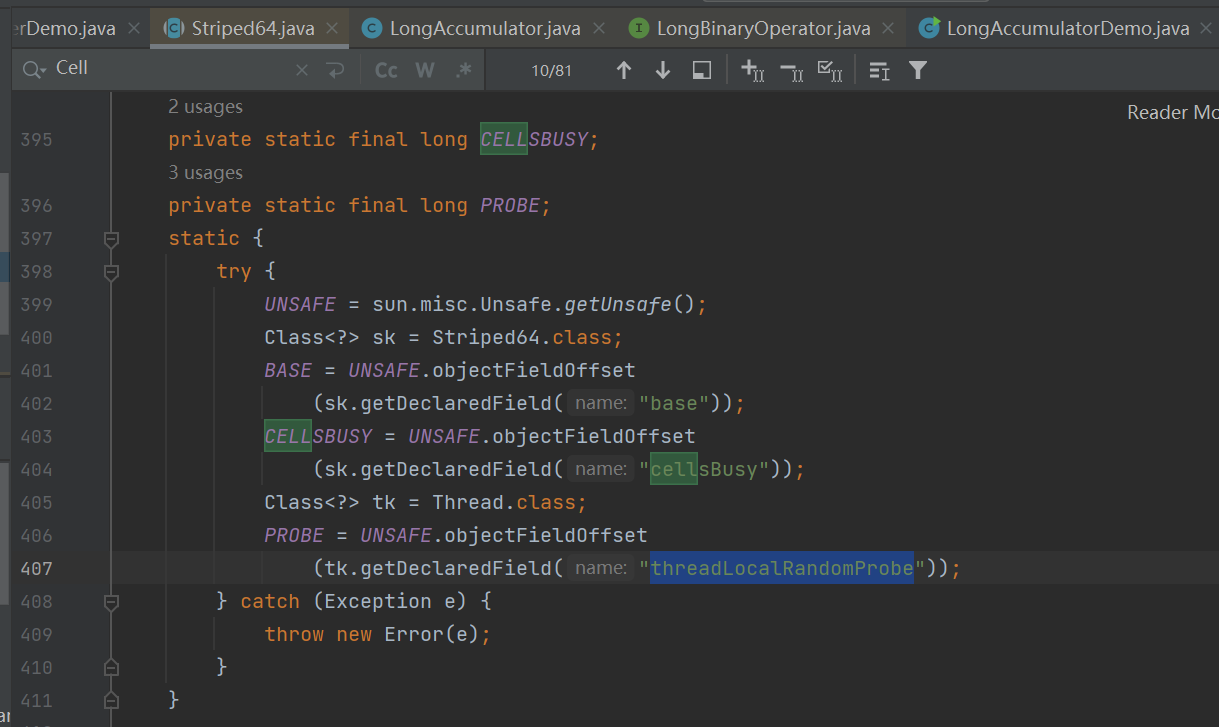 erDemo.java Striped64.java LongAccumulator.java LongBinaryOperator.java LongAccumulatorDemo.java
Cell Cc W .* 10/81
2 usages Reader Mo
395 private static final long CELLSBUSY;
3 usages
396 private static final long PROBE;
397 static {
398 try {
399 UNSAFE = sun.misc.Unsafe.getUnsafe();
400 Class<?> sk = Striped64.class;
401 BASE = UNSAFE.objectFieldOffset
402 (sk.getDeclaredField( name: "base"));
403 CELLSBUSY = UNSAFE.objectFieldOffset
404 (sk.getDeclaredField( name: "cellsBusy"));
405 Class<?> tk = Thread.class;
406 PROBE = UNSAFE.objectFieldOffset
407 (tk.getDeclaredField( name: "threadLocalRandomProbe"));
408 } catch (Exception e) {
409 throw new Error(e);
410 }
411 }